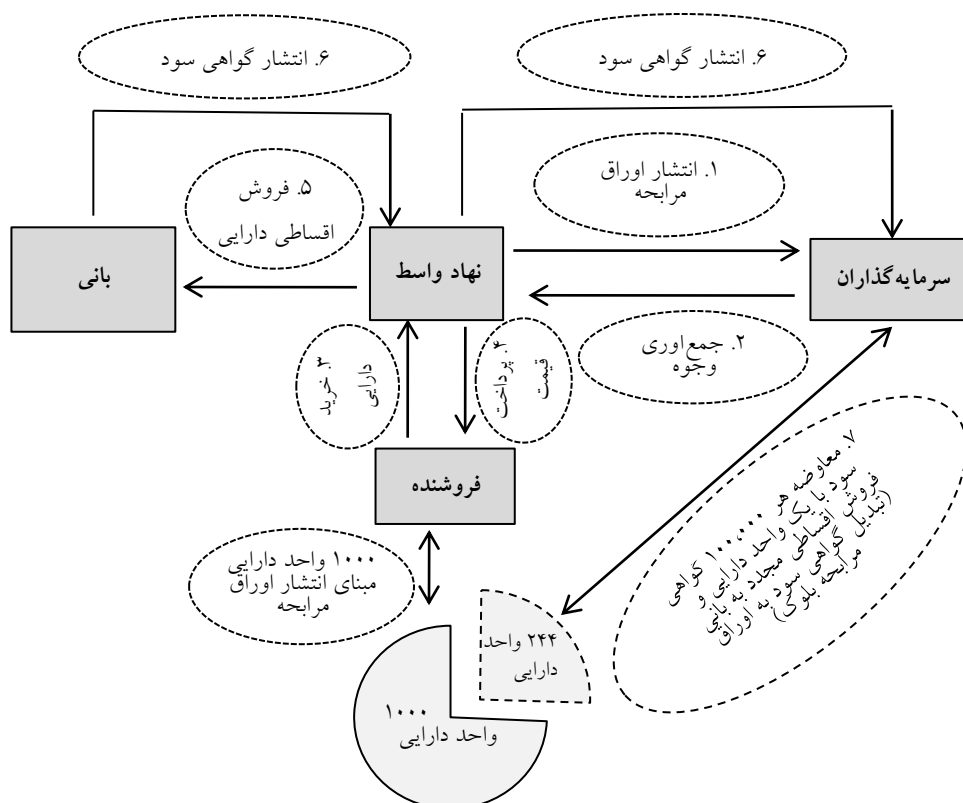 ۶. انتشار گواهی سود
۶. انتشار گواهی سود
۱. انتشار اوراق
مرابحه
۵. فروش
اقساطی دارایی
بانی
نهاد واسط
سرمایه‌گذاران
۲. جمع‌اوری
وجوه
۳. خرید
دارایی
۴. پرداخت
قیمت
فروشنده
۷. معاوضه هر ۱۰۰,۰۰۰ گواهی
سود با یک واحد دارایی و
فروش اقساطی مجدد به بانی
(تبدیل گواهی سود به اوراق
مرابحه بلوکی)
۱۰۰۰ واحد دارایی
مبنای انتشار اوراق
مرابحه
۲۴۴ واحد
دارایی
۱۰۰۰
واحد دارایی